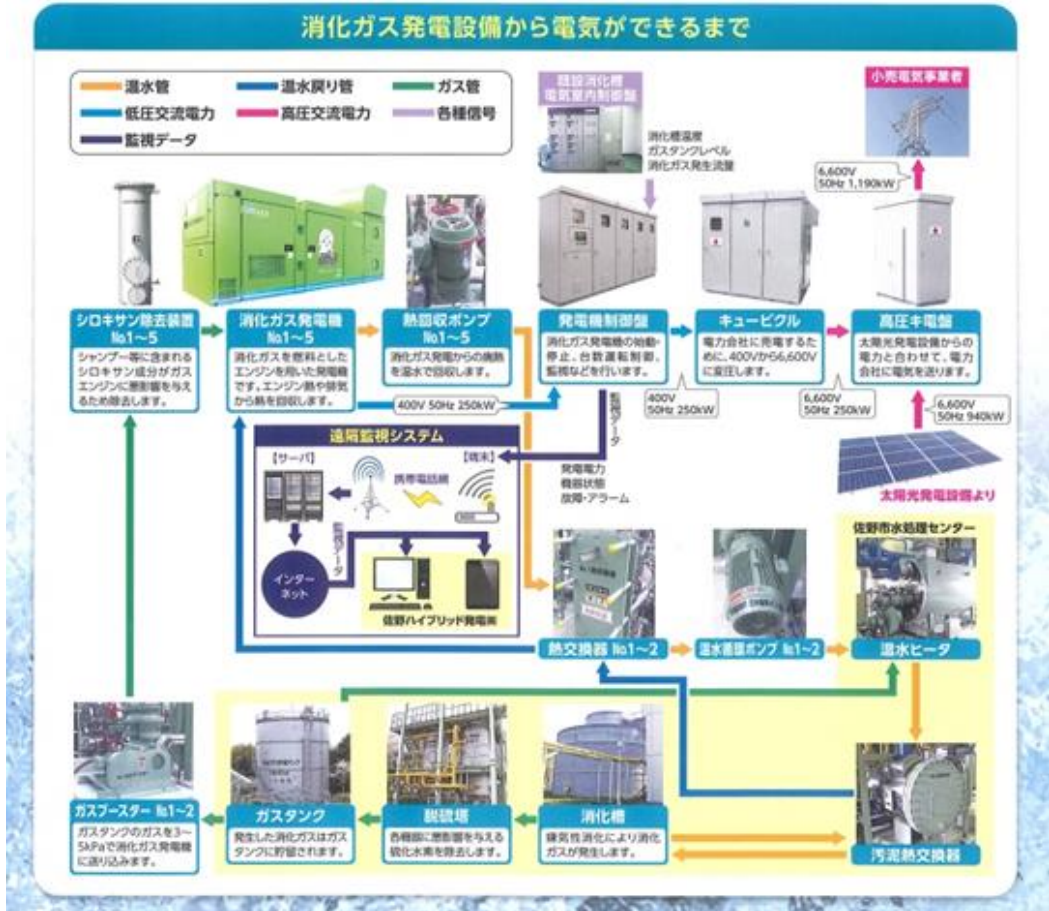 消化ガス発電設備から電気ができるまで
温水管
温水戻り管
ガス管
低圧交流電力
高圧交流電力
各種信号
監視データ
既設消化槽
電気室内制御盤
消化槽温度
ガスタンクレベル
消化ガス発生流量
小売電気事業者
6,600V
50Hz 1,190kW
シロキサン除去装置
No.1～5
シャンプー等に含まれる
シロキサン成分がガス
エンジンに悪影響を与え
るため除去します。
消化ガス発電機
No.1～5
消化ガスを燃料とした
エンジンを用いた発電機
です。エンジン熱や排気
から熱を回収します。
熱回収ポンプ
No.1～5
消化ガス発電からの廃熱
を温水で回収します。
発電機制御盤
消化ガス発電機の始動・
停止、台数運転制御、
監視などを行います。
キュービクル
電力会社に売電するた
めに、400Vから6,600V
に変圧します。
高圧キ電盤
太陽光発電設備からの
電力と合わせて、電力
会社に電気を送ります。
400V 50Hz 250kW
400V
50Hz 250kW
6,600V
50Hz 250kW
6,600V
50Hz 940kW
太陽光発電設備より
監視データ
発電電力
機器状態
故障・アラーム
遠隔監視システム
【サーバ】
携帯電話網
【端末】
監視データ
インター
ネット
佐野ハイブリッド発電㈱
佐野市水処理センター
熱交換器 No.1～2
温水循環ポンプ No.1～2
温水ヒータ
ガスブースター No.1～2
ガスタンクのガスを3～
5kPaで消化ガス発電機
に送り込みます。
ガスタンク
発生した消化ガスはガス
タンクに貯留されます。
脱硫塔
各機器に悪影響を与える
硫化水素を除去します。
消化槽
嫌気性消化により消化
ガスが発生します。
汚泥熱交換器